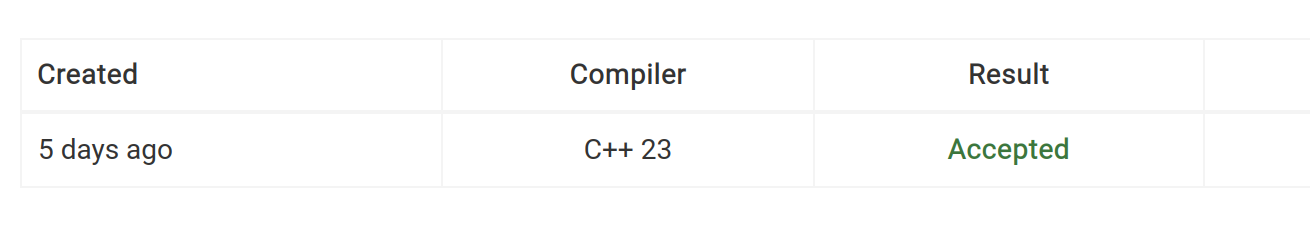 Created Compiler Result
5 days ago C++ 23 Accepted